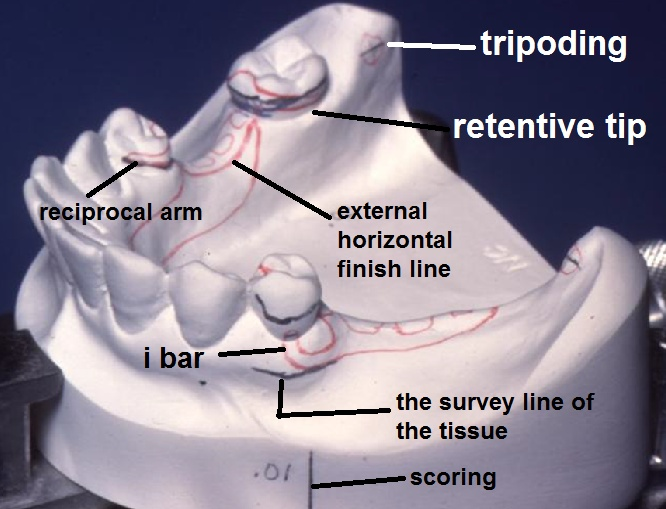 tripoding
retentive tip
reciprocal arm
external
horizontal
finish line
i bar
the survey line of
the tissue
.01
scoring